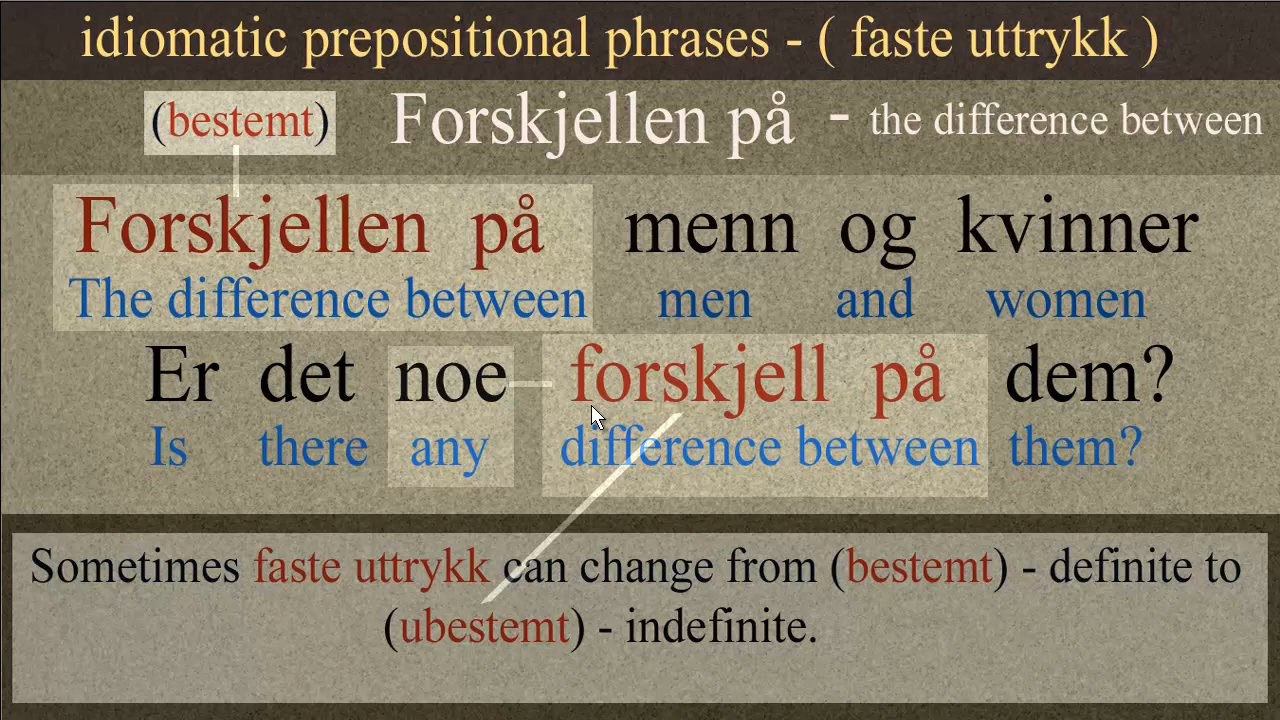 idiomatic prepositional phrases - ( faste uttrykk )
(bestemt) Forskjellen på - the difference between
Forskjellen på menn og kvinner
The difference between men and women
Er det noe forskjell på dem?
Is there any difference between them?
Sometimes faste uttrykk can change from (bestemt) - definite to
(ubestemt) - indefinite.